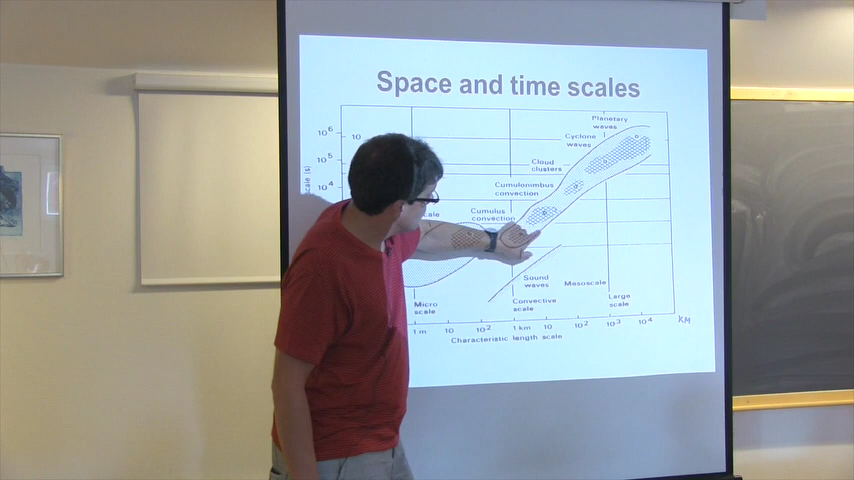 Space and time scales
Planetary
waves
Cyclone
waves
10⁶
10
10⁵
Cloud
clusters
10⁴
Cumulonimbus
convection
Cumulus
convection
Sound
waves
Mesoscale
Micro
scale
Convective
scale
Large
scale
1 m 10 10² 1 km 10 10² 10³ 10⁴ KM
Characteristic length scale